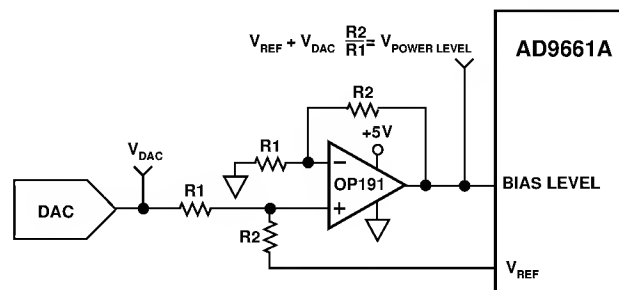 V_REF + V_DAC R2/R1 = V_POWER LEVEL
AD9661A
R2
+5V
V_DAC
R1
−
OP191
BIAS LEVEL
DAC
R1
+
R2
V_REF